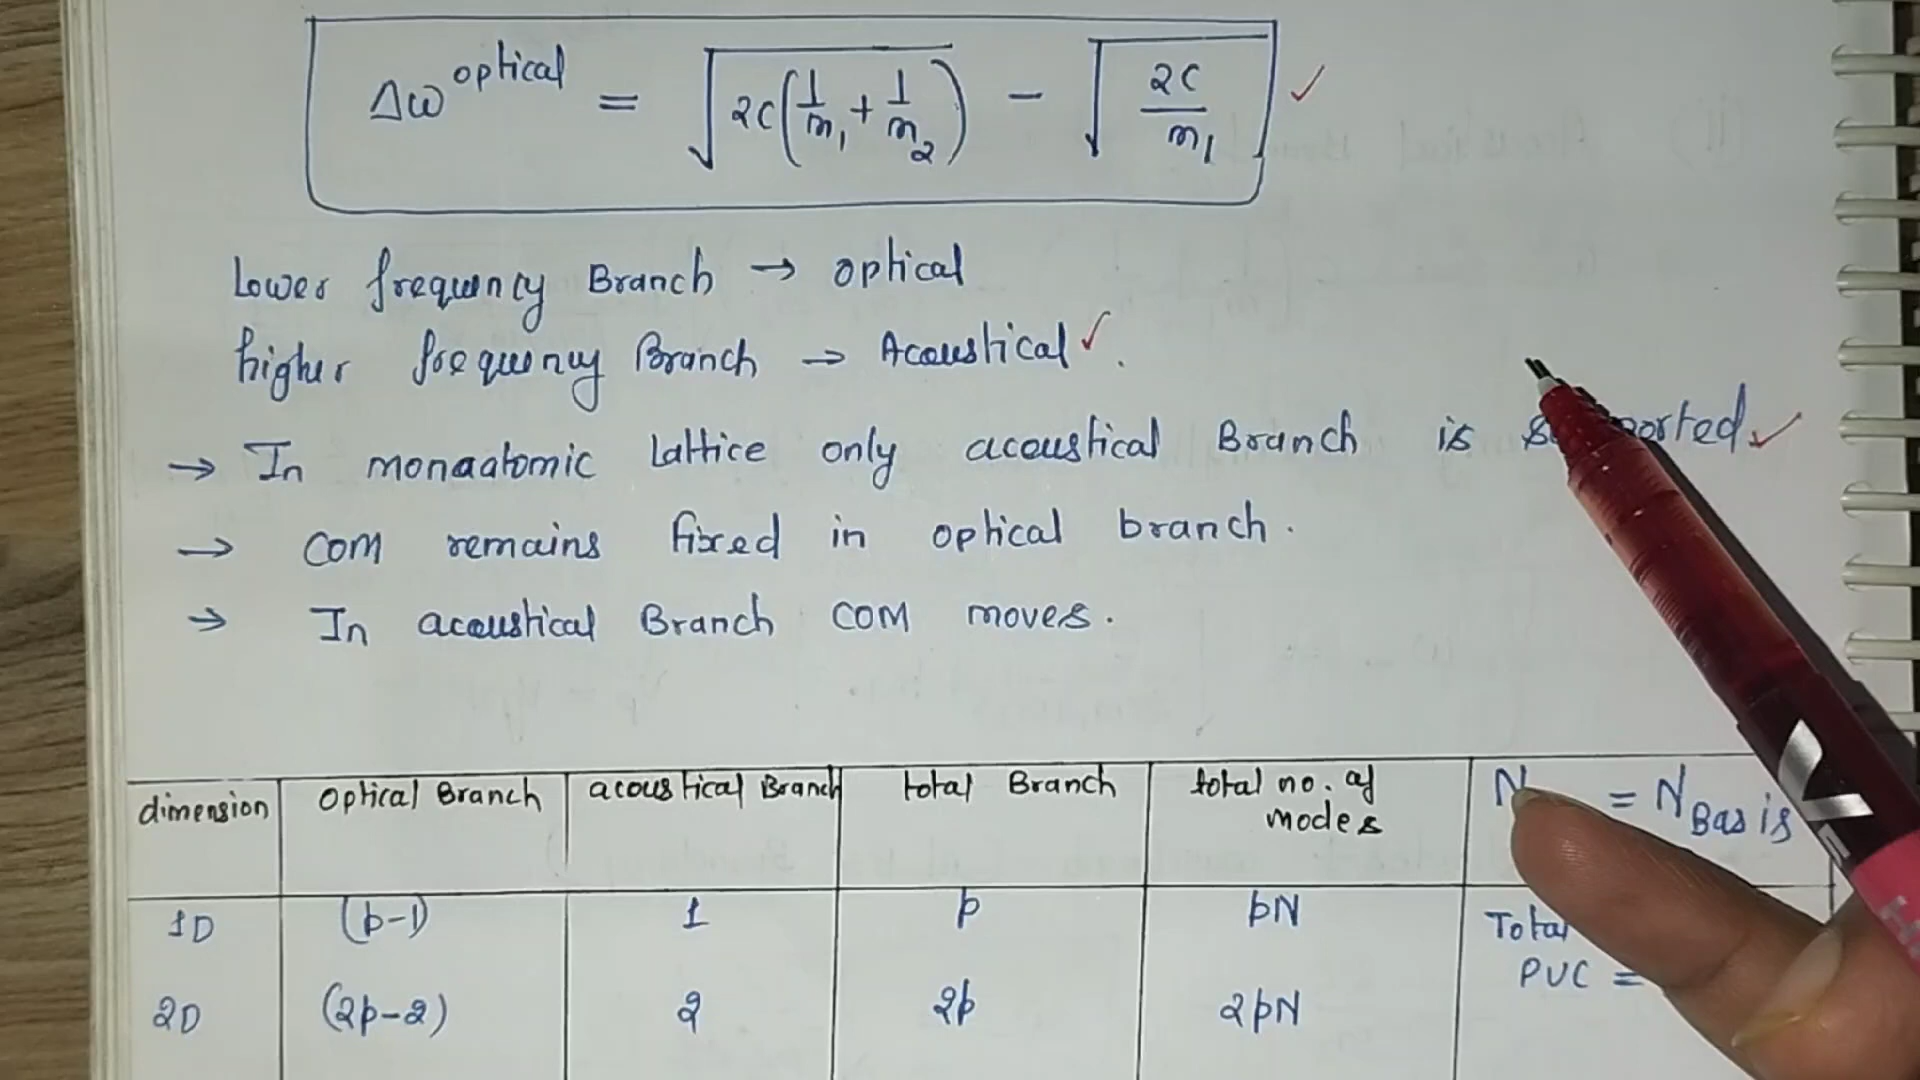 Δω^optical = √(2C(1/m₁ + 1/m₂)) − √(2C/m₁) ✓
Lower frequency Branch → optical
higher frequency Branch → Acoustical ✓.
→ In monoatomic Lattice only acoustical Branch is ✓
→ COM remains fixed in optical branch.
→ In acoustical Branch COM moves.
dimension optical Branch acoustical Branch total Branch total no. of modes N = N_Basis
1D (p-1) 1 p pN Total
PUC =
2D (2p-2) 2 2p 2pN